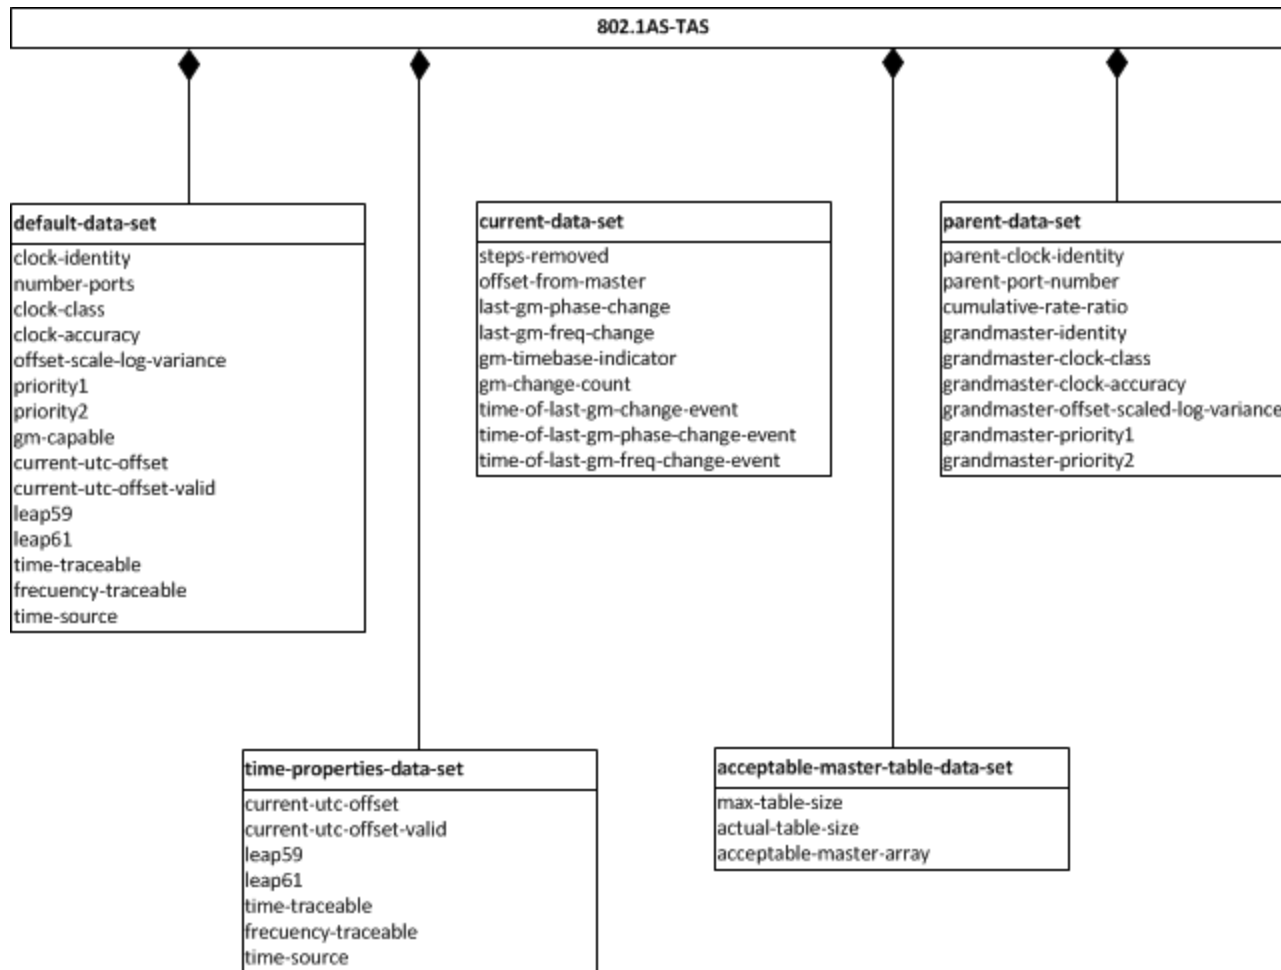 802.1AS-TAS
default-data-set
clock-identity
number-ports
clock-class
clock-accuracy
offset-scale-log-variance
priority1
priority2
gm-capable
current-utc-offset
current-utc-offset-valid
leap59
leap61
time-traceable
frecuency-traceable
time-source
current-data-set
steps-removed
offset-from-master
last-gm-phase-change
last-gm-freq-change
gm-timebase-indicator
gm-change-count
time-of-last-gm-change-event
time-of-last-gm-phase-change-event
time-of-last-gm-freq-change-event
parent-data-set
parent-clock-identity
parent-port-number
cumulative-rate-ratio
grandmaster-identity
grandmaster-clock-class
grandmaster-clock-accuracy
grandmaster-offset-scaled-log-variance
grandmaster-priority1
grandmaster-priority2
time-properties-data-set
current-utc-offset
current-utc-offset-valid
leap59
leap61
time-traceable
frecuency-traceable
time-source
acceptable-master-table-data-set
max-table-size
actual-table-size
acceptable-master-array